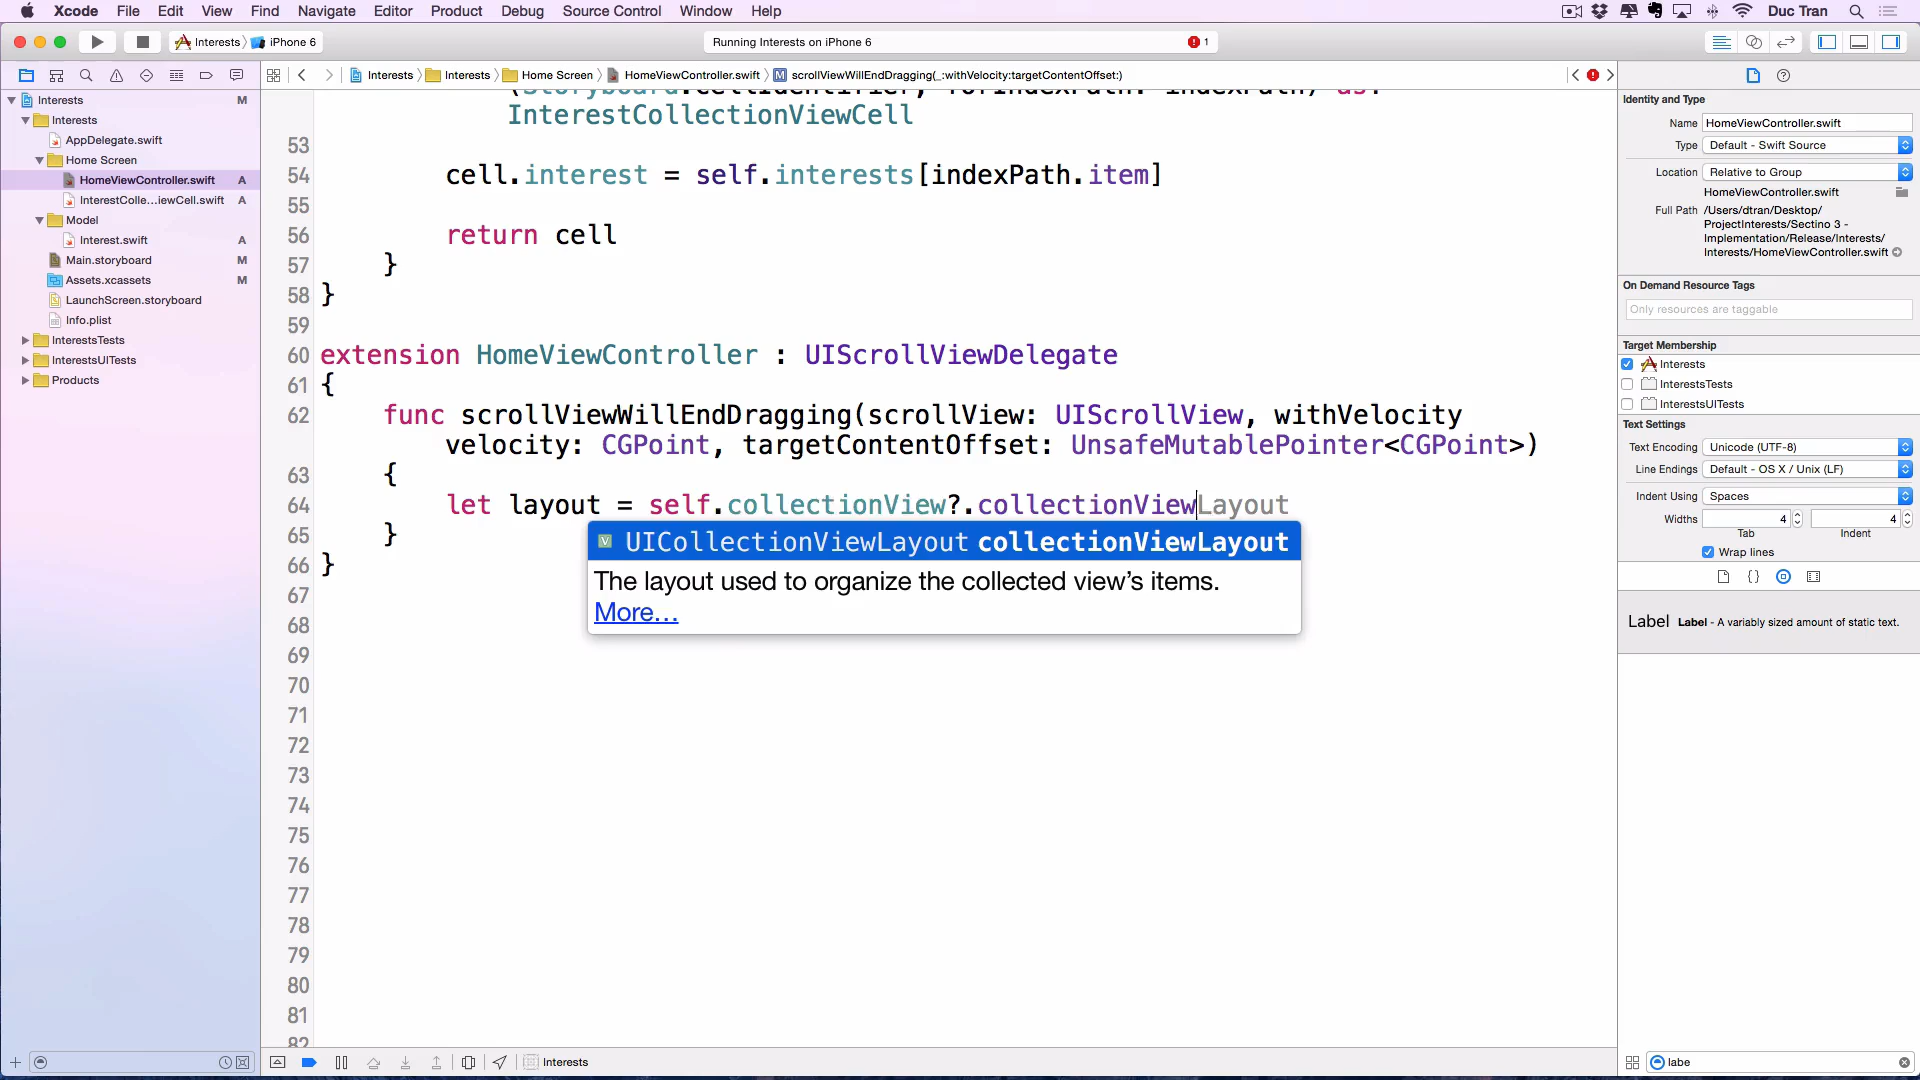 Xcode File Edit View Find Navigate Editor Product Debug Source Control Window Help Duc Tran
Interests iPhone 6 Running Interests on iPhone 6 1
Interests Interests Home Screen HomeViewController.swift M scrollViewWillEndDragging(_:withVelocity:targetContentOffset:)
Interests M
Interests
AppDelegate.swift
Home Screen
HomeViewController.swift A
InterestColle...iewCell.swift A
Model
Interest.swift A
Main.storyboard M
Assets.xcassets M
LaunchScreen.storyboard
Info.plist
InterestsTests
InterestsUITests
Products
(Storyboard.CellIdentifier, forIndexPath: indexPath) as!
InterestCollectionViewCell
53
54 cell.interest = self.interests[indexPath.item]
55
56 return cell
57 }
58 }
59
60 extension HomeViewController : UIScrollViewDelegate
61 {
62 func scrollViewWillEndDragging(scrollView: UIScrollView, withVelocity
velocity: CGPoint, targetContentOffset: UnsafeMutablePointer<CGPoint>)
63 {
64 let layout = self.collectionView?.collectionViewLayout
65 }
66 }
67
68
69
70
71
72
73
74
75
76
77
78
79
80
81
82
V UICollectionViewLayout collectionViewLayout
The layout used to organize the collected view’s items.
More...
Interests
Identity and Type
Name HomeViewController.swift
Type Default - Swift Source
Location Relative to Group
HomeViewController.swift
Full Path /Users/dtran/Desktop/
ProjectInterests/Sectino 3 -
Implementation/Release/Interests/
Interests/HomeViewController.swift
On Demand Resource Tags
Only resources are taggable
Target Membership
Interests
InterestsTests
InterestsUITests
Text Settings
Text Encoding Unicode (UTF-8)
Line Endings Default - OS X / Unix (LF)
Indent Using Spaces
Widths 4 4
Tab Indent
Wrap lines
Label Label - A variably sized amount of static text.
labe